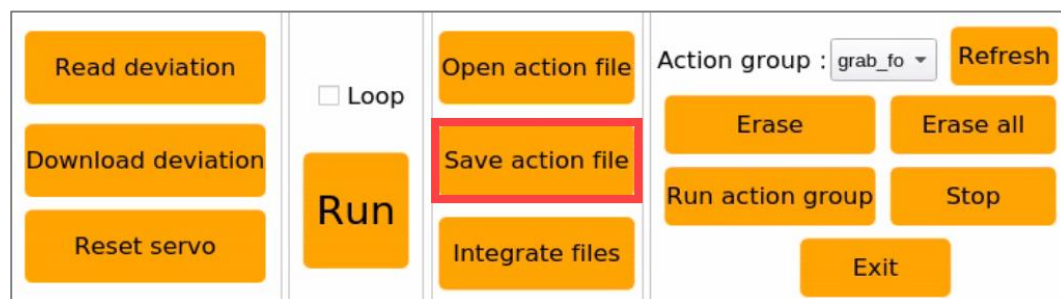 Read deviation
Download deviation
Reset servo
Loop
Run
Open action file
Save action file
Integrate files
Action group : grab_fo Refresh
Erase Erase all
Run action group Stop
Exit